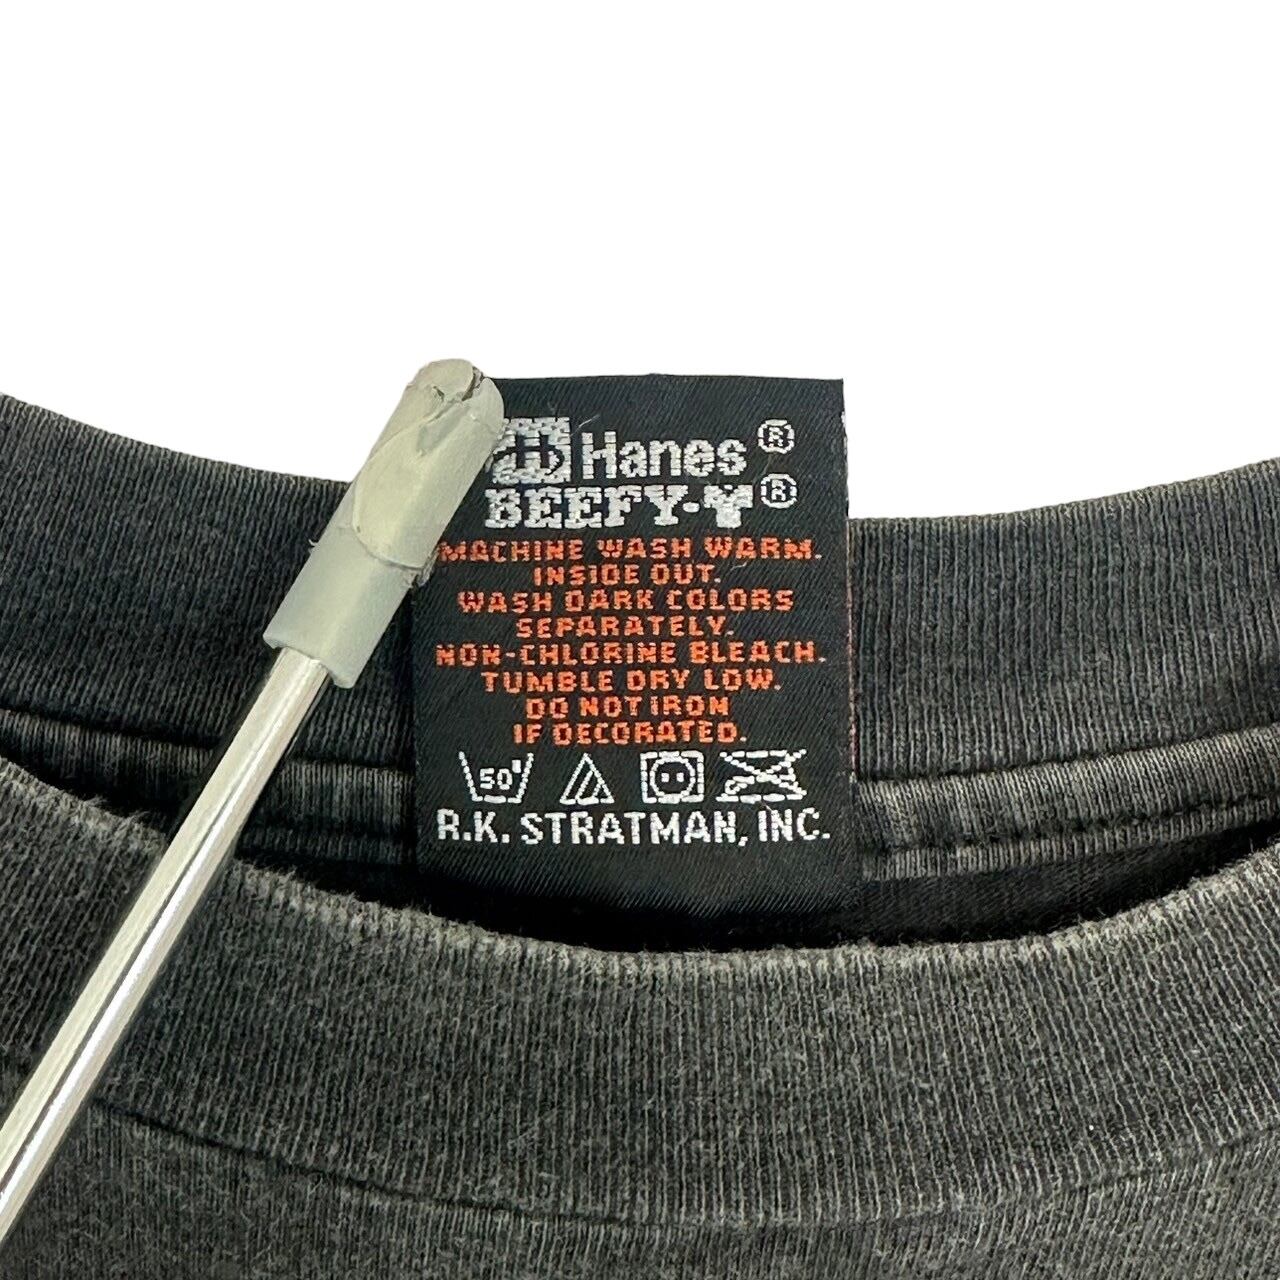 Hanes®
BEEFY-T®
MACHINE WASH WARM.
INSIDE OUT.
WASH DARK COLORS
SEPARATELY.
NON-CHLORINE BLEACH.
TUMBLE DRY LOW.
DO NOT IRON
IF DECORATED.
50°
R.K. STRATMAN, INC.